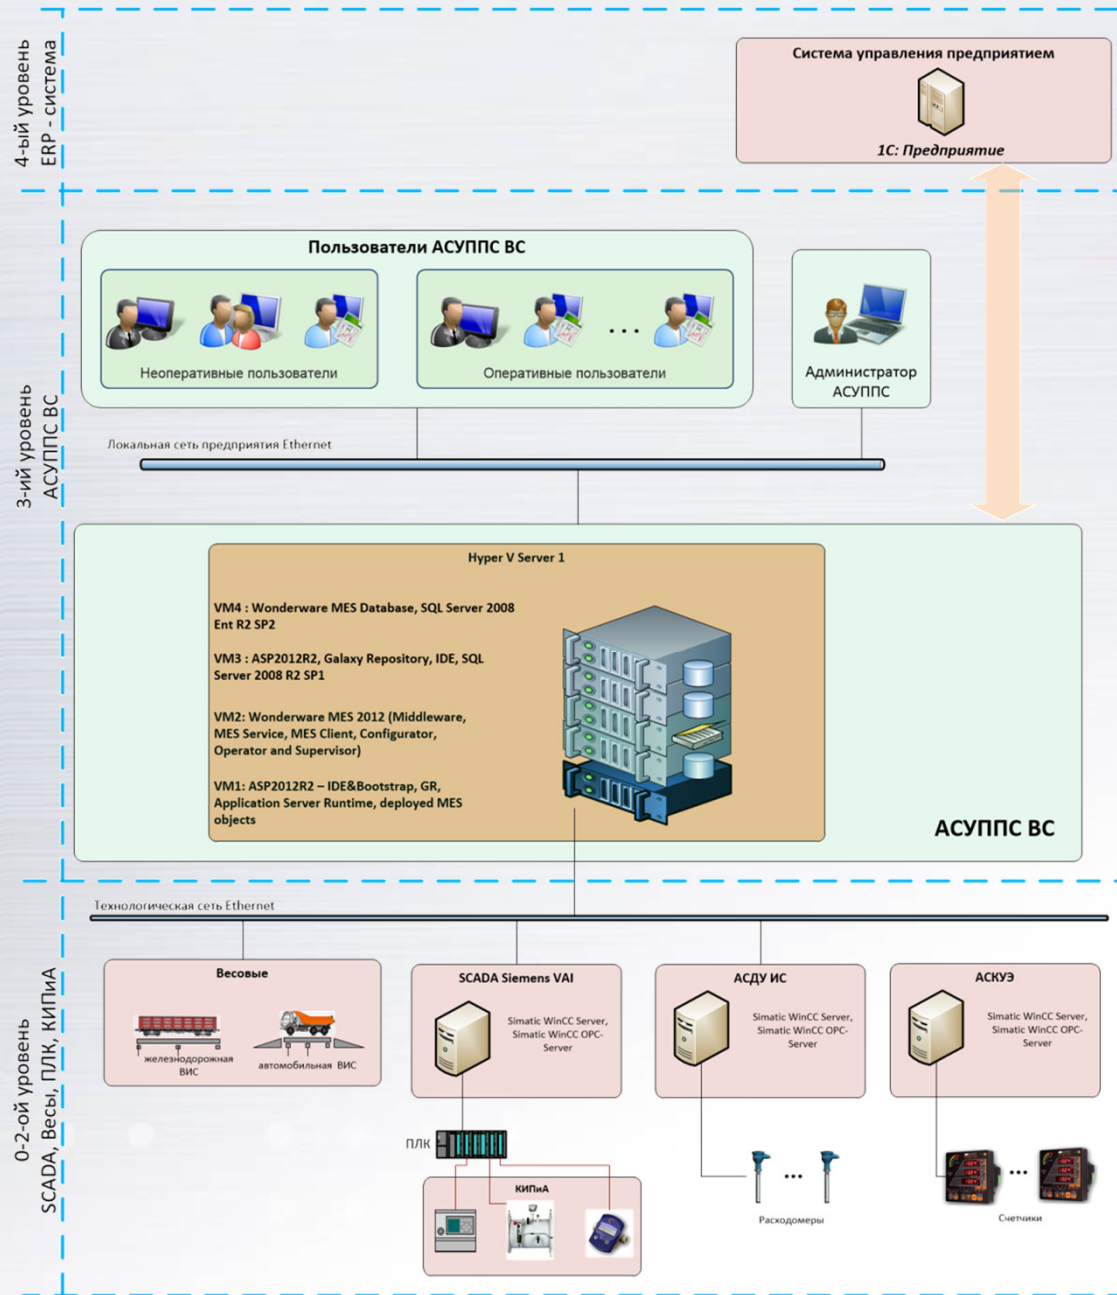 4-ый уровень
ERP - система
Система управления предприятием
1С: Предприятие
3-ий уровень
АСУППС ВС
Пользователи АСУППС ВС
Неоперативные пользователи
Оперативные пользователи
Администратор
АСУППС
Локальная сеть предприятия Ethernet
Hyper V Server 1
VM4 : Wonderware MES Database, SQL Server 2008
Ent R2 SP2
VM3 : ASP2012R2, Galaxy Repository, IDE, SQL
Server 2008 R2 SP1
VM2: Wonderware MES 2012 (Middleware,
MES Service, MES Client, Configurator,
Operator and Supervisor)
VM1: ASP2012R2 – IDE&Bootstrap, GR,
Application Server Runtime, deployed MES
objects
АСУППС ВС
0-2-ой уровень
SCADA, Весы, ПЛК, КИПиА
Технологическая сеть Ethernet
Весовые
железнодорожная
ВИС
автомобильная ВИС
SCADA Siemens VAI
Simatic WinCC Server,
Simatic WinCC OPC-
Server
АСДУ ИС
Simatic WinCC Server,
Simatic WinCC OPC-
Server
АСКУЭ
Simatic WinCC Server,
Simatic WinCC OPC-
Server
ПЛК
КИПиА
Расходомеры
Счетчики